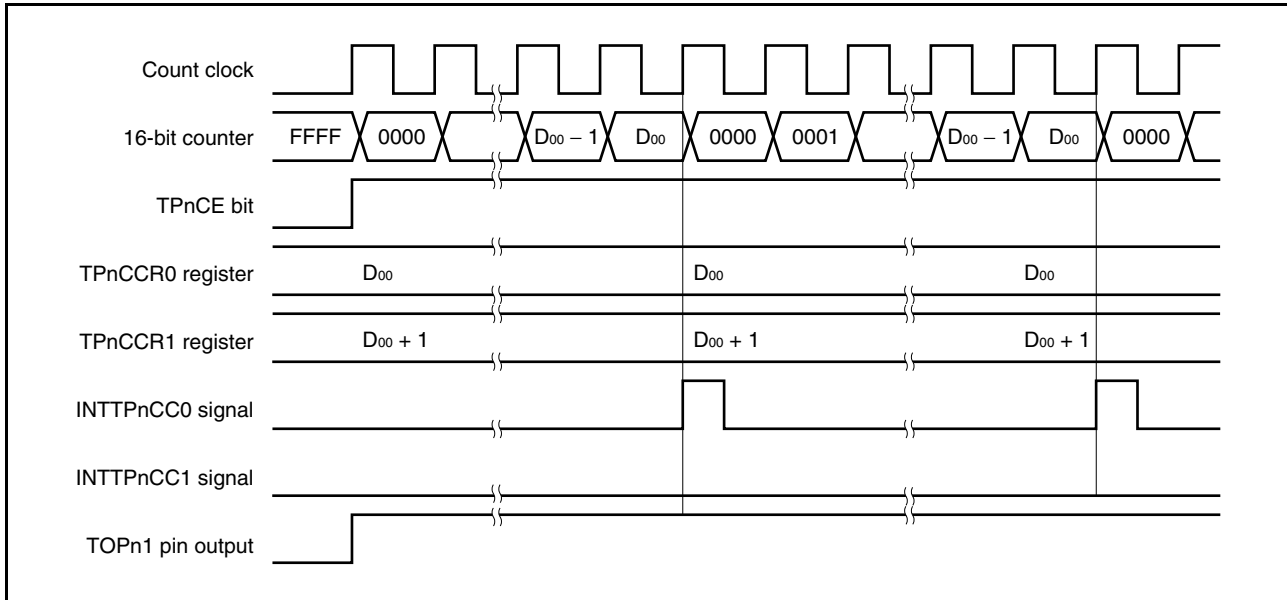 Count clock
16-bit counter FFFF 0000 D00 − 1 D00 0000 0001 D00 − 1 D00 0000
TPnCE bit
TPnCCR0 register D00 D00 D00
TPnCCR1 register D00 + 1 D00 + 1 D00 + 1
INTTPnCC0 signal
INTTPnCC1 signal
TOPn1 pin output